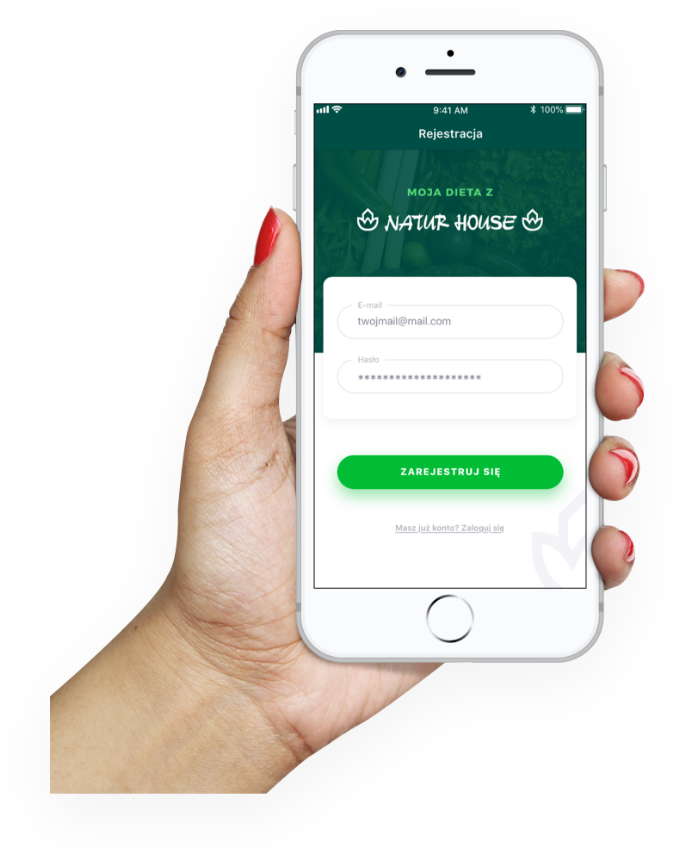 9:41 AM 100%
Rejestracja
MOJA DIETA Z
NATUR HOUSE
E-mail
twojmail@mail.com
Hasło
********************
ZAREJESTRUJ SIĘ
Masz już konto? Zaloguj się